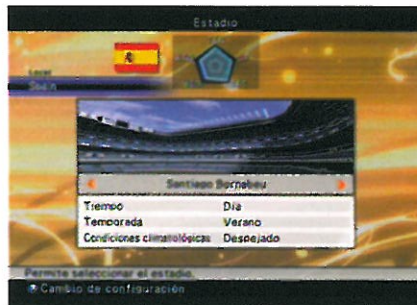 Estadio
Local
Spain
Santiago Bernabeu
Tiempo Día
Temporada Verano
Condiciones climatológicas Despejado
Permite seleccionar el estadio.
Cambio de configuración